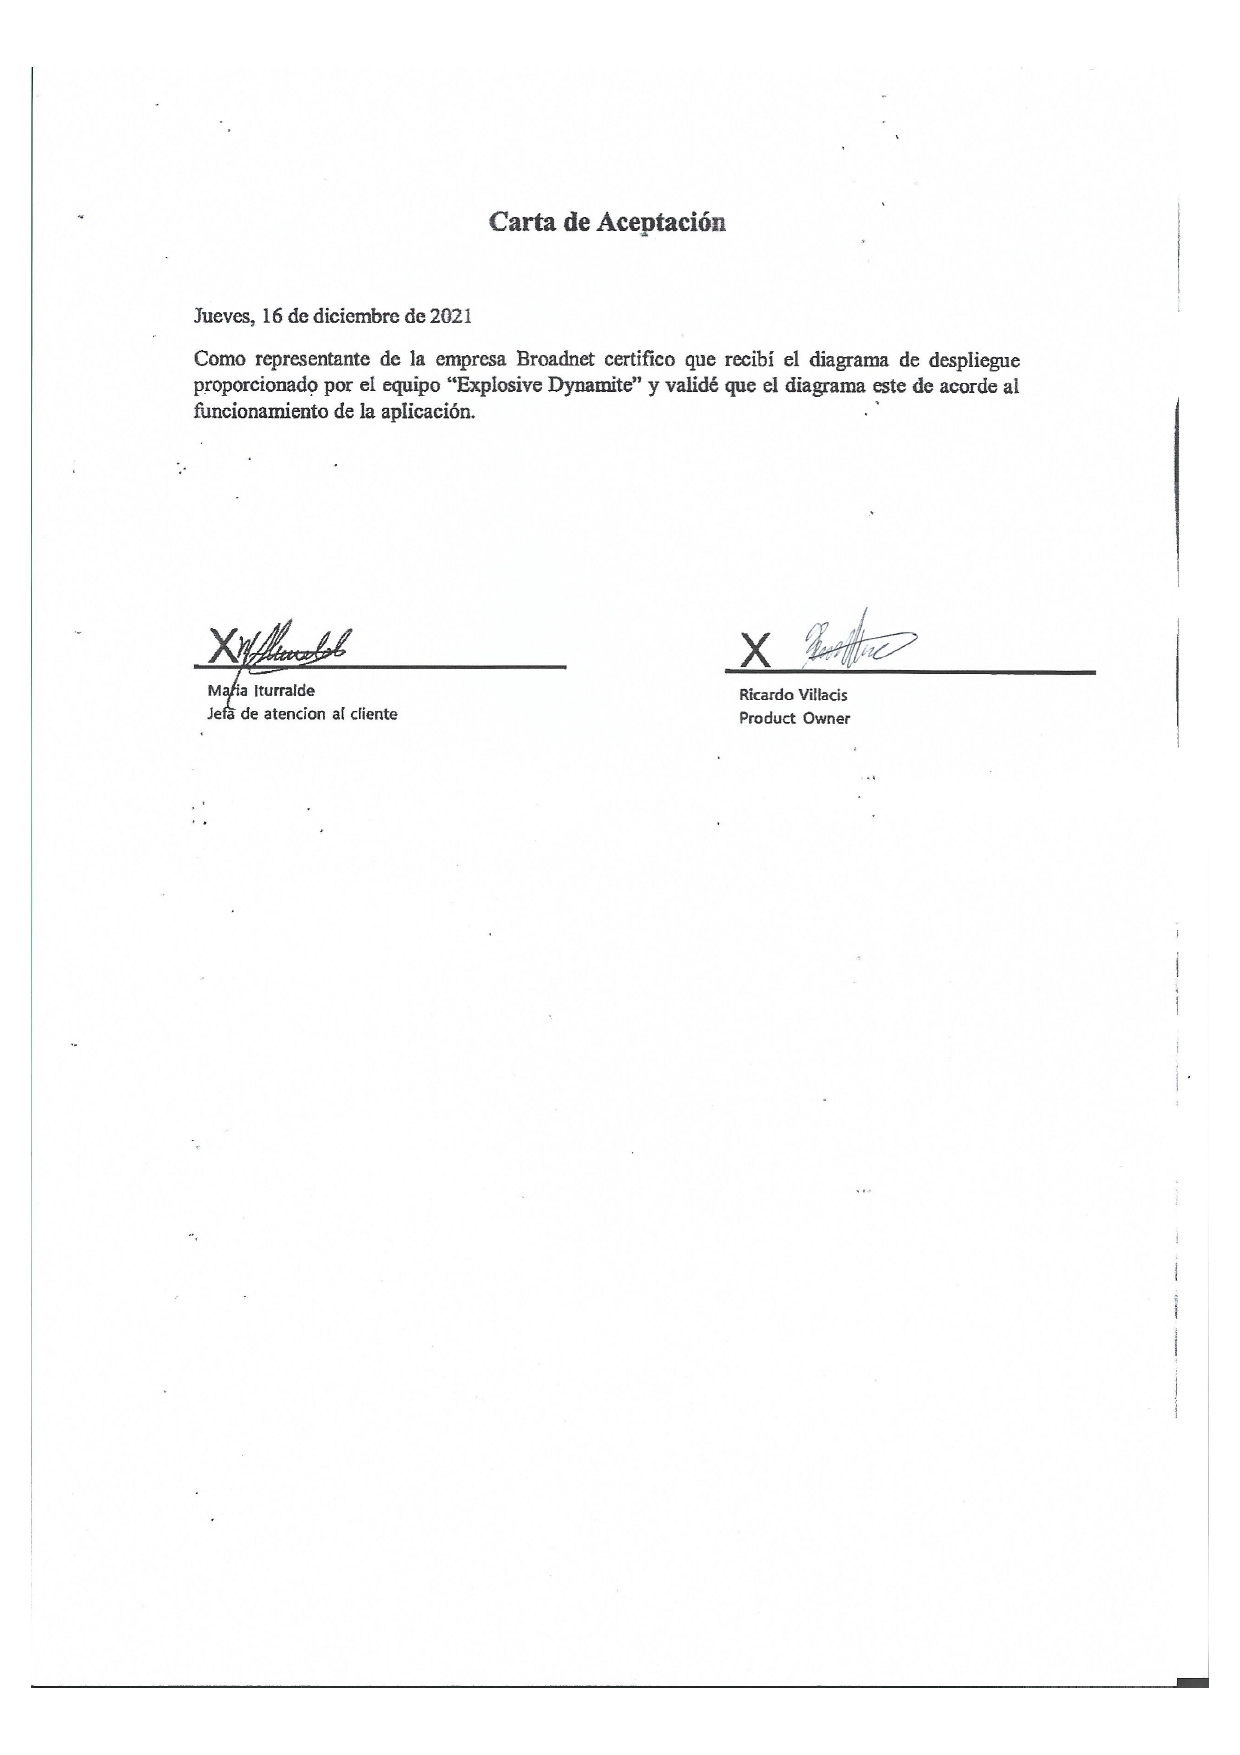 Carta de Aceptación
Jueves, 16 de diciembre de 2021
Como representante de la empresa Broadnet certifico que recibí el diagrama de despliegue
proporcionado por el equipo “Explosive Dynamite” y validé que el diagrama este de acorde al
funcionamiento de la aplicación.
X
Maria Iturralde
Jefa de atencion al cliente
X
Ricardo Villacis
Product Owner